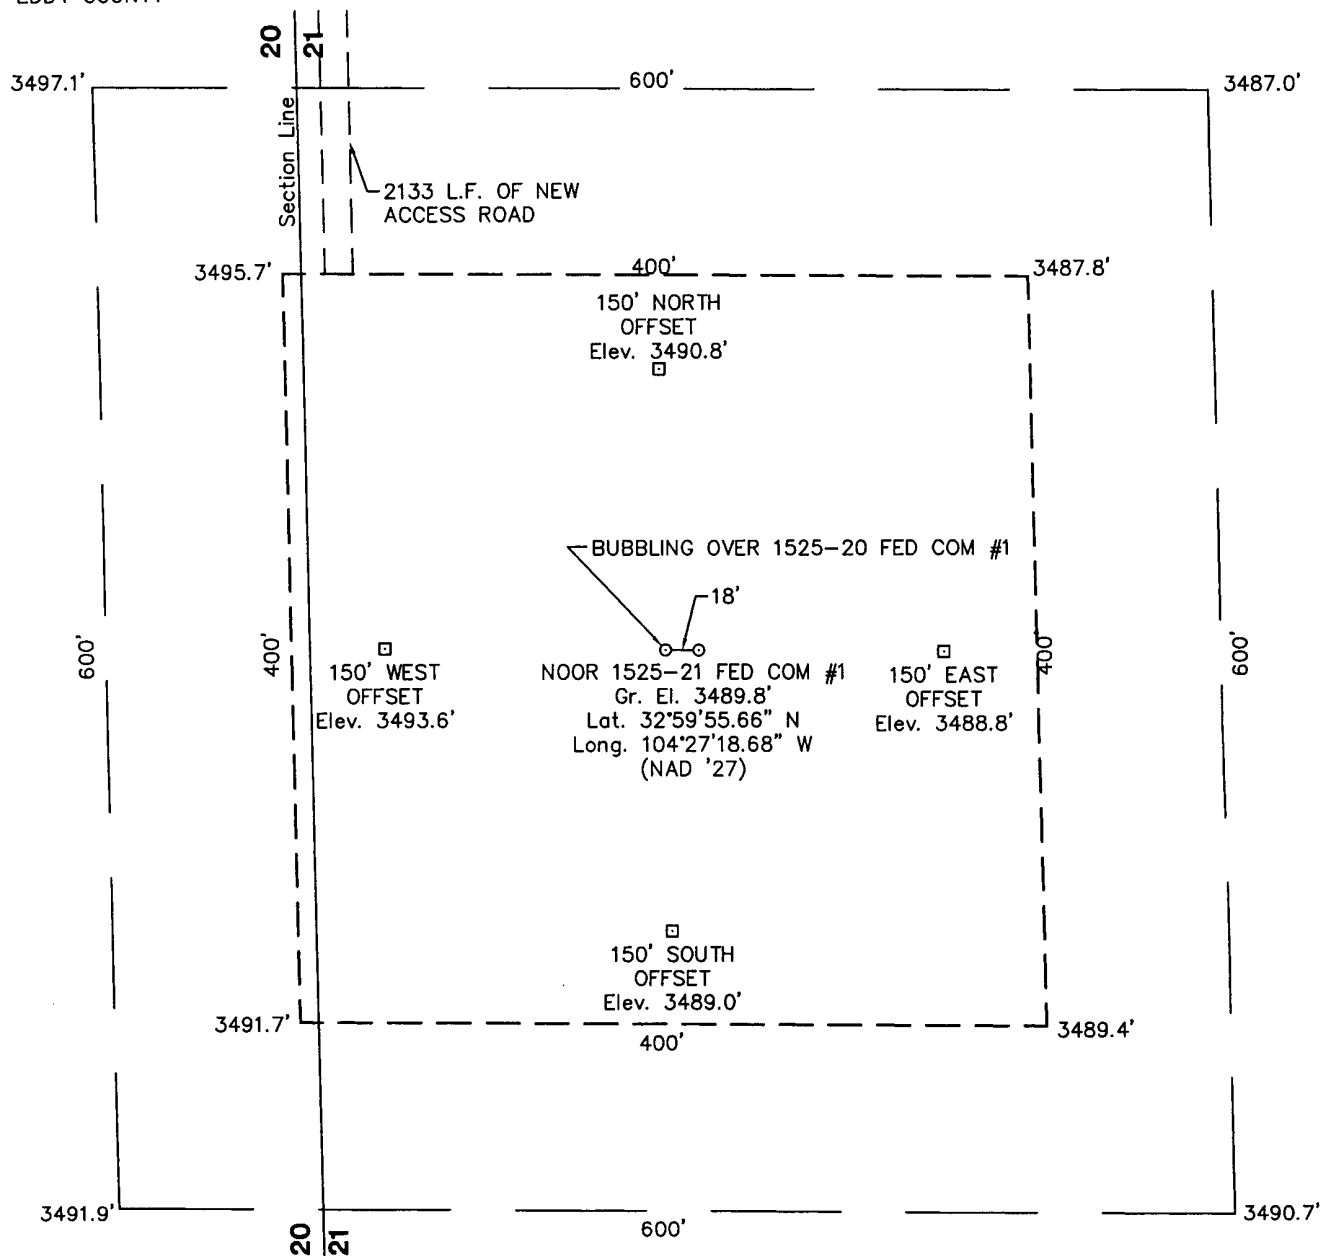 EDDY COUNTY
20
21
3497.1'
600'
3487.0'
Section Line
2133 L.F. OF NEW
ACCESS ROAD
3495.7'
400'
3487.8'
150' NORTH
OFFSET
Elev. 3490.8'
BUBBLING OVER 1525-20 FED COM #1
18'
600'
400'
400'
600'
150' WEST
OFFSET
Elev. 3493.6'
NOOR 1525-21 FED COM #1
Gr. El. 3489.8'
Lat. 32°59'55.66" N
Long. 104°27'18.68" W
(NAD '27)
150' EAST
OFFSET
Elev. 3488.8'
150' SOUTH
OFFSET
Elev. 3489.0'
3491.7'
400'
3489.4'
3491.9'
600'
3490.7'
20
21